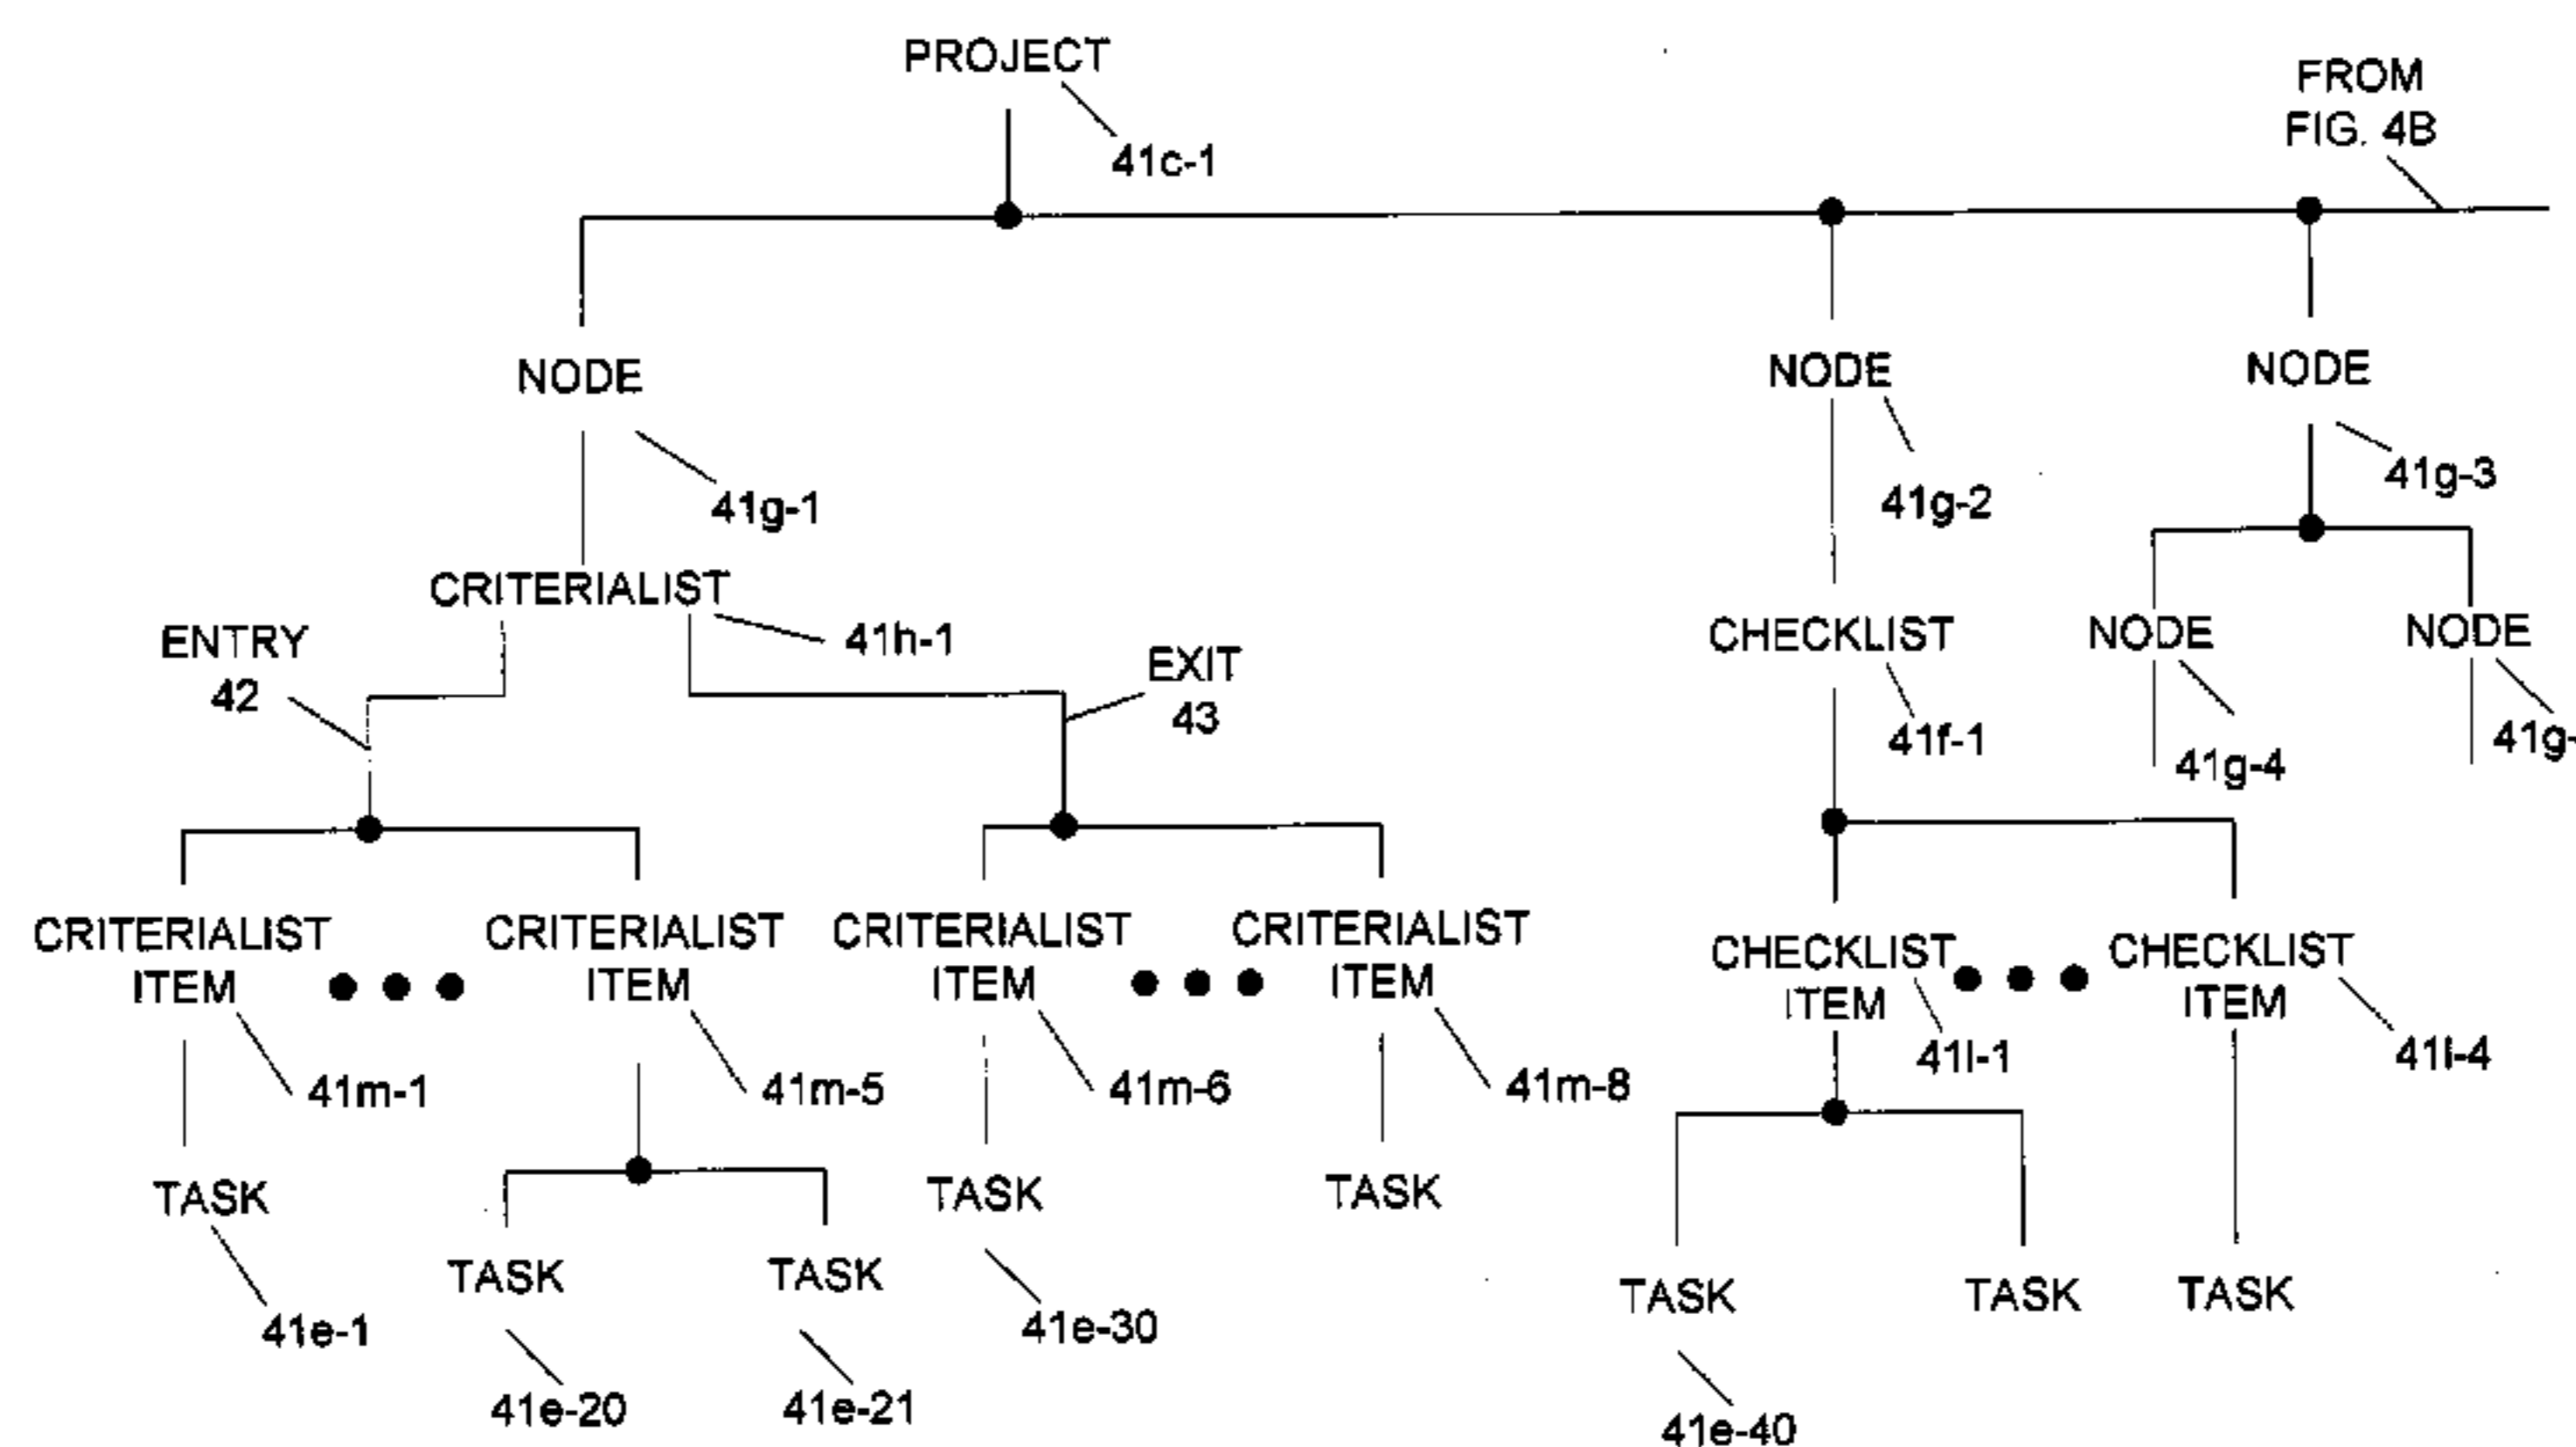 PROJECT
41c-1
FROM
FIG. 4B
NODE
41g-1
NODE
41g-2
NODE
41g-3
CRITERIALIST
41h-1
ENTRY
42
EXIT
43
CHECKLIST
41f-1
NODE
41g-4
NODE
41g-
CRITERIALIST
ITEM
41m-1
CRITERIALIST
ITEM
41m-5
CRITERIALIST
ITEM
41m-6
CRITERIALIST
ITEM
41m-8
CHECKLIST
ITEM
41l-1
CHECKLIST
ITEM
41l-4
TASK
41e-1
TASK
41e-20
TASK
41e-21
TASK
41e-30
TASK
TASK
41e-40
TASK
TASK